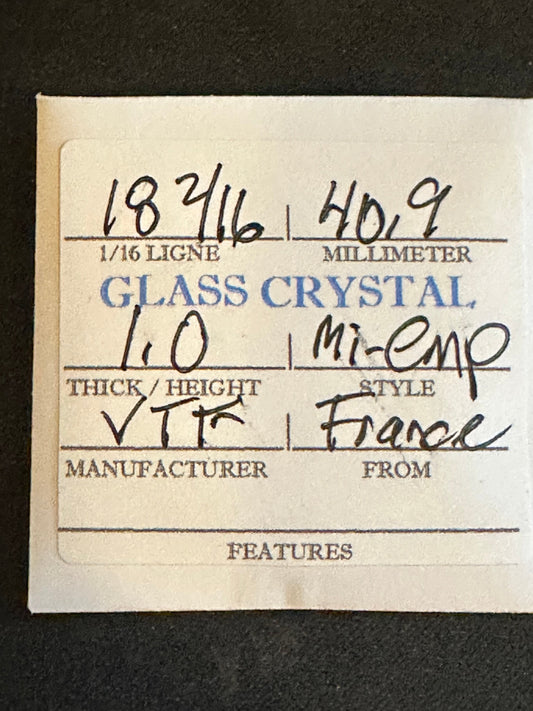 18 2/16 | 40.9
1/16 LIGNE MILLIMETER
GLASS CRYSTAL
1.0 | Mi-emp
THICK / HEIGHT STYLE
VTF | France
MANUFACTURER FROM
FEATURES